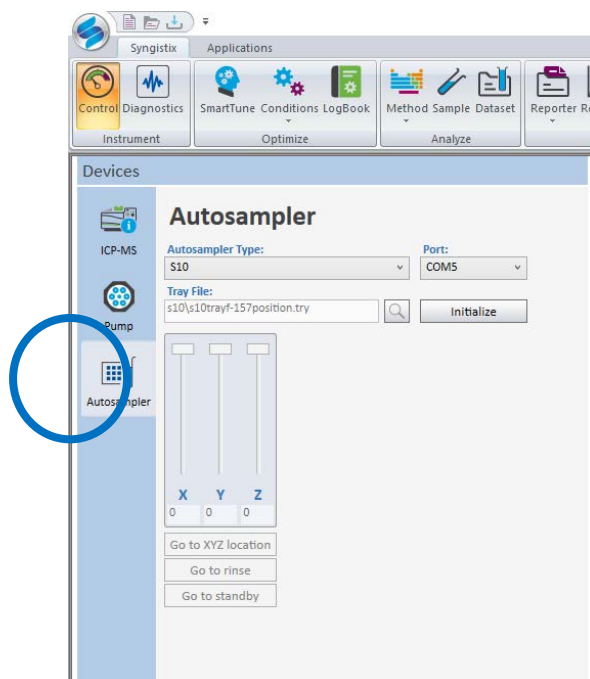 Syngistix Applications
Control Diagnostics SmartTune Conditions LogBook Method Sample Dataset Reporter
Instrument Optimize Analyze
Devices
Autosampler
ICP-MS
Autosampler Type: Port:
S10 COM5
Tray File:
s10\s10trayf-157position.try Initialize
Pump
Autosampler
X Y Z
0 0 0
Go to XYZ location
Go to rinse
Go to standby